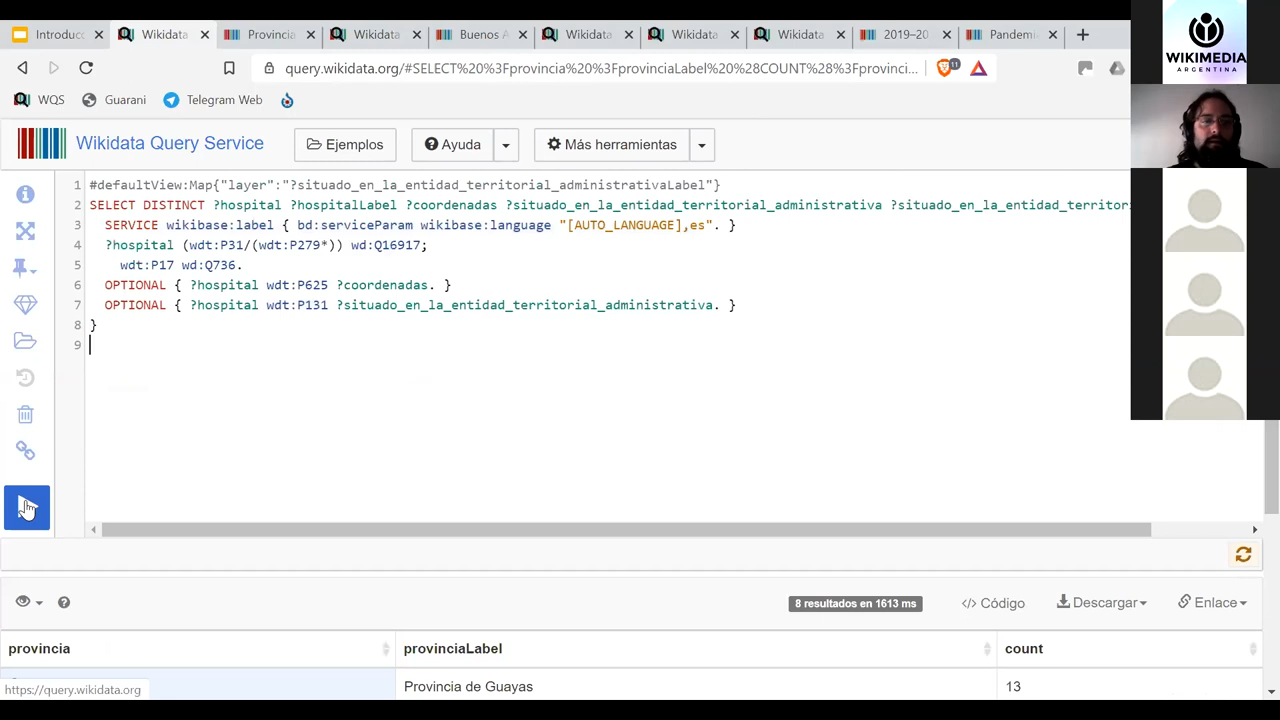 Introduc
Wikidata
Provincia
Wikidata
Buenos A
Wikidata
Wikidata
Wikidata
2019–20
Pandemi
query.wikidata.org/#SELECT%20%3Fprovincia%20%3FprovinciaLabel%20%28COUNT%28%3Fprovinci...
11
WQS
Guarani
Telegram Web
WIKIMEDIA
ARGENTINA
Wikidata Query Service
Ejemplos
Ayuda
Más herramientas
1 #defaultView:Map{"layer":"?situado_en_la_entidad_territorial_administrativaLabel"}
2 SELECT DISTINCT ?hospital ?hospitalLabel ?coordenadas ?situado_en_la_entidad_territorial_administrativa ?situado_en_la_entidad_territori
3 SERVICE wikibase:label { bd:serviceParam wikibase:language "[AUTO_LANGUAGE],es". }
4 ?hospital (wdt:P31/(wdt:P279*)) wd:Q16917;
5 wdt:P17 wd:Q736.
6 OPTIONAL { ?hospital wdt:P625 ?coordenadas. }
7 OPTIONAL { ?hospital wdt:P131 ?situado_en_la_entidad_territorial_administrativa. }
8 }
9
8 resultados en 1613 ms
</> Código
Descargar
Enlace
provincia
provinciaLabel
count
Provincia de Guayas
13
https://query.wikidata.org